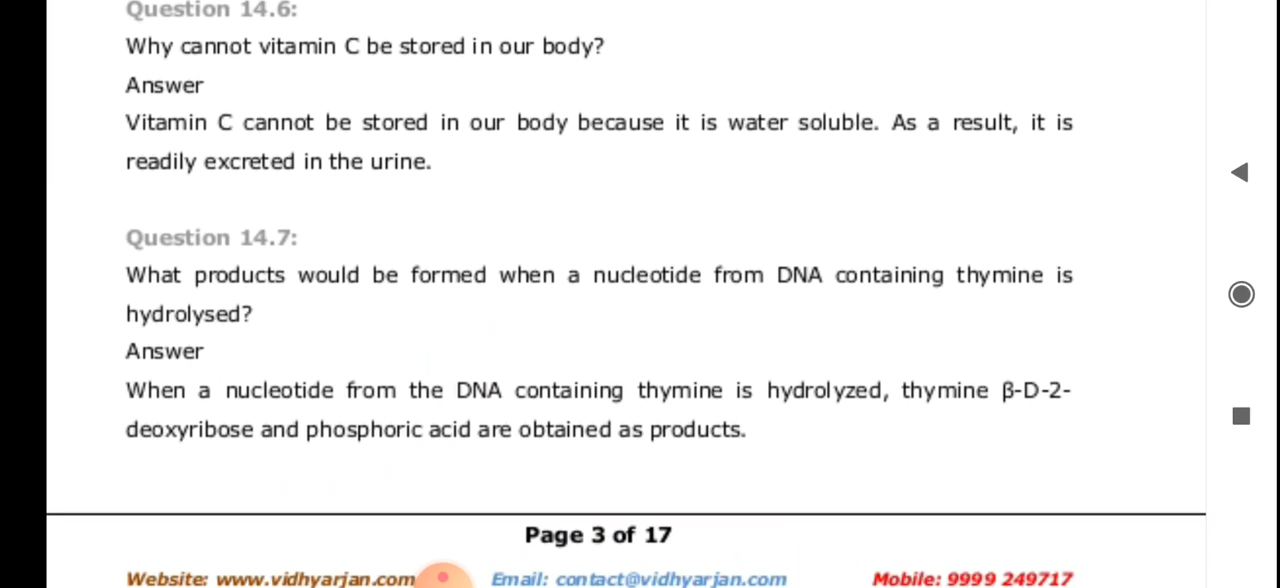 Question 14.6:
Why cannot vitamin C be stored in our body?
Answer
Vitamin C cannot be stored in our body because it is water soluble. As a result, it is
readily excreted in the urine.
Question 14.7:
What products would be formed when a nucleotide from DNA containing thymine is
hydrolysed?
Answer
When a nucleotide from the DNA containing thymine is hydrolyzed, thymine β-D-2-
deoxyribose and phosphoric acid are obtained as products.
Page 3 of 17
Website: www.vidhyarjan.com Email: contact@vidhyarjan.com Mobile: 9999 249717